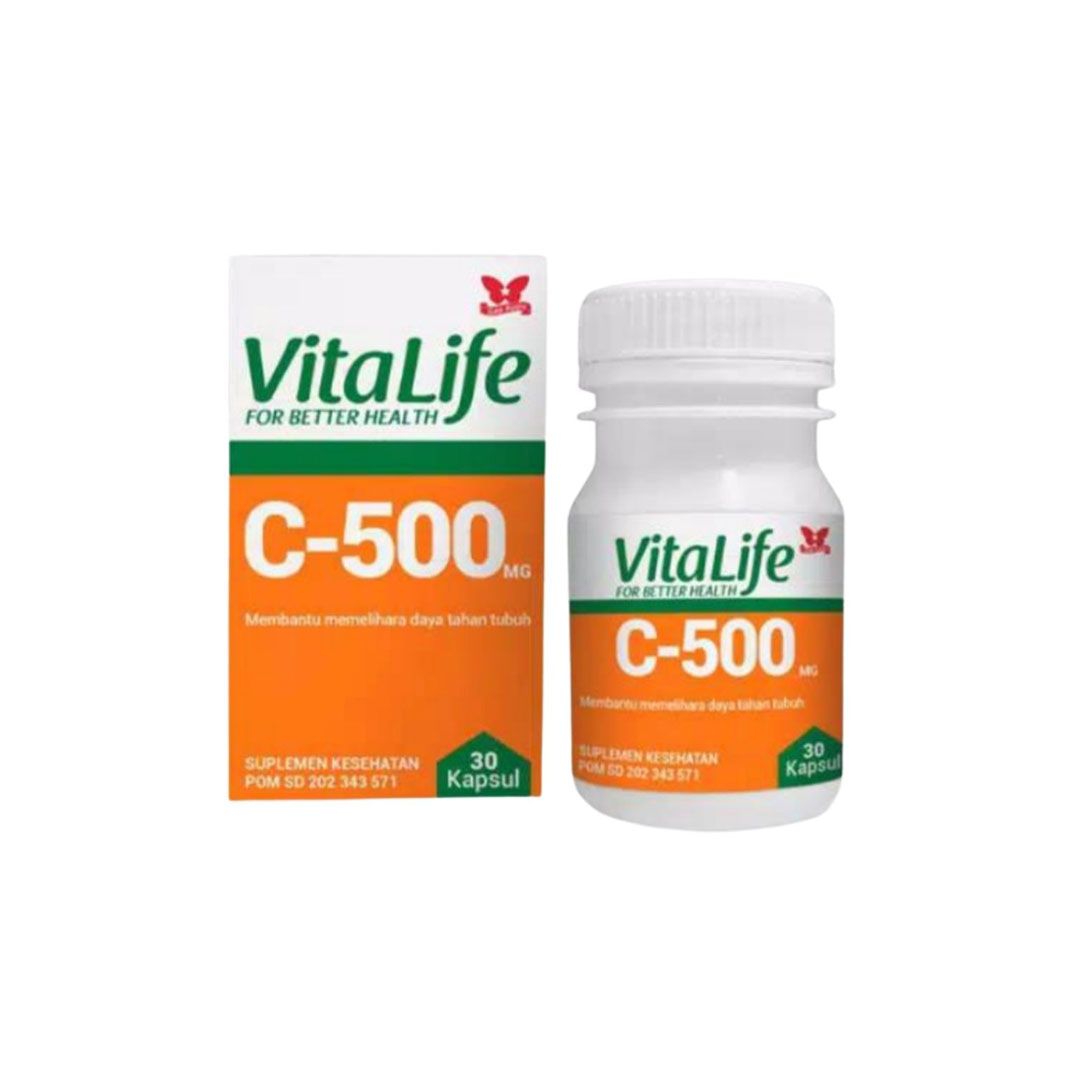 VitaLife
FOR BETTER HEALTH
C-500 MG
Membantu memelihara daya tahan tubuh
SUPLEMEN KESEHATAN
POM SD 202 343 571
30
Kapsul
VitaLife
FOR BETTER HEALTH
C-500 MG
Membantu memelihara daya tahan tubuh
SUPLEMEN KESEHATAN
POM SD 202 343 571
30
Kapsul